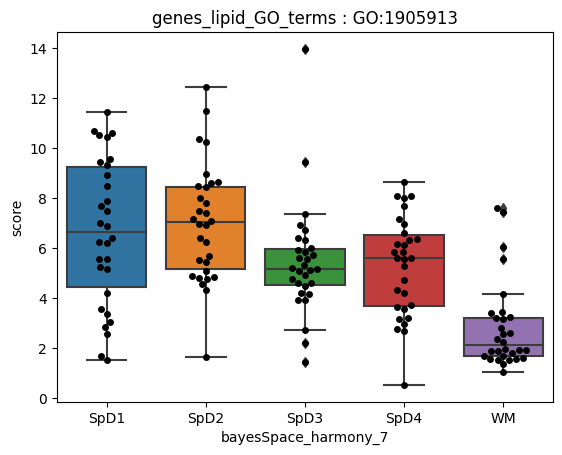 genes_lipid_GO_terms : GO:1905913
14
12
10
8
6
4
2
0
score
SpD1 SpD2 SpD3 SpD4 WM
bayesSpace_harmony_7